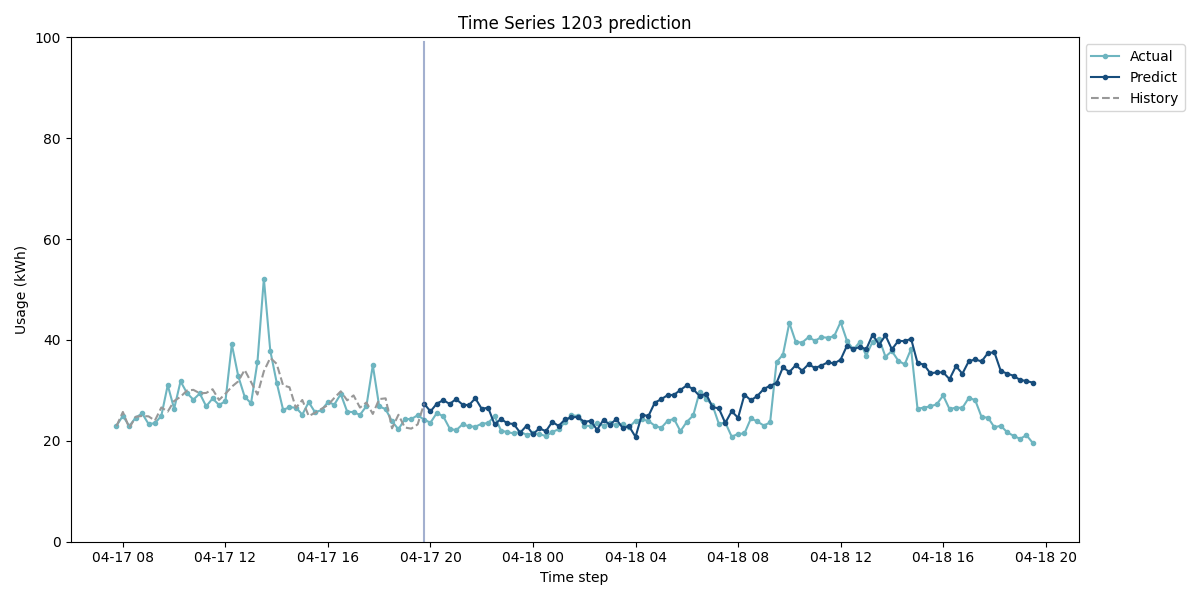 Time Series 1203 prediction
100
80
60
40
20
0
Usage (kWh)
04-17 08
04-17 12
04-17 16
04-17 20
04-18 00
04-18 04
04-18 08
04-18 12
04-18 16
04-18 20
Time step
Actual
Predict
History